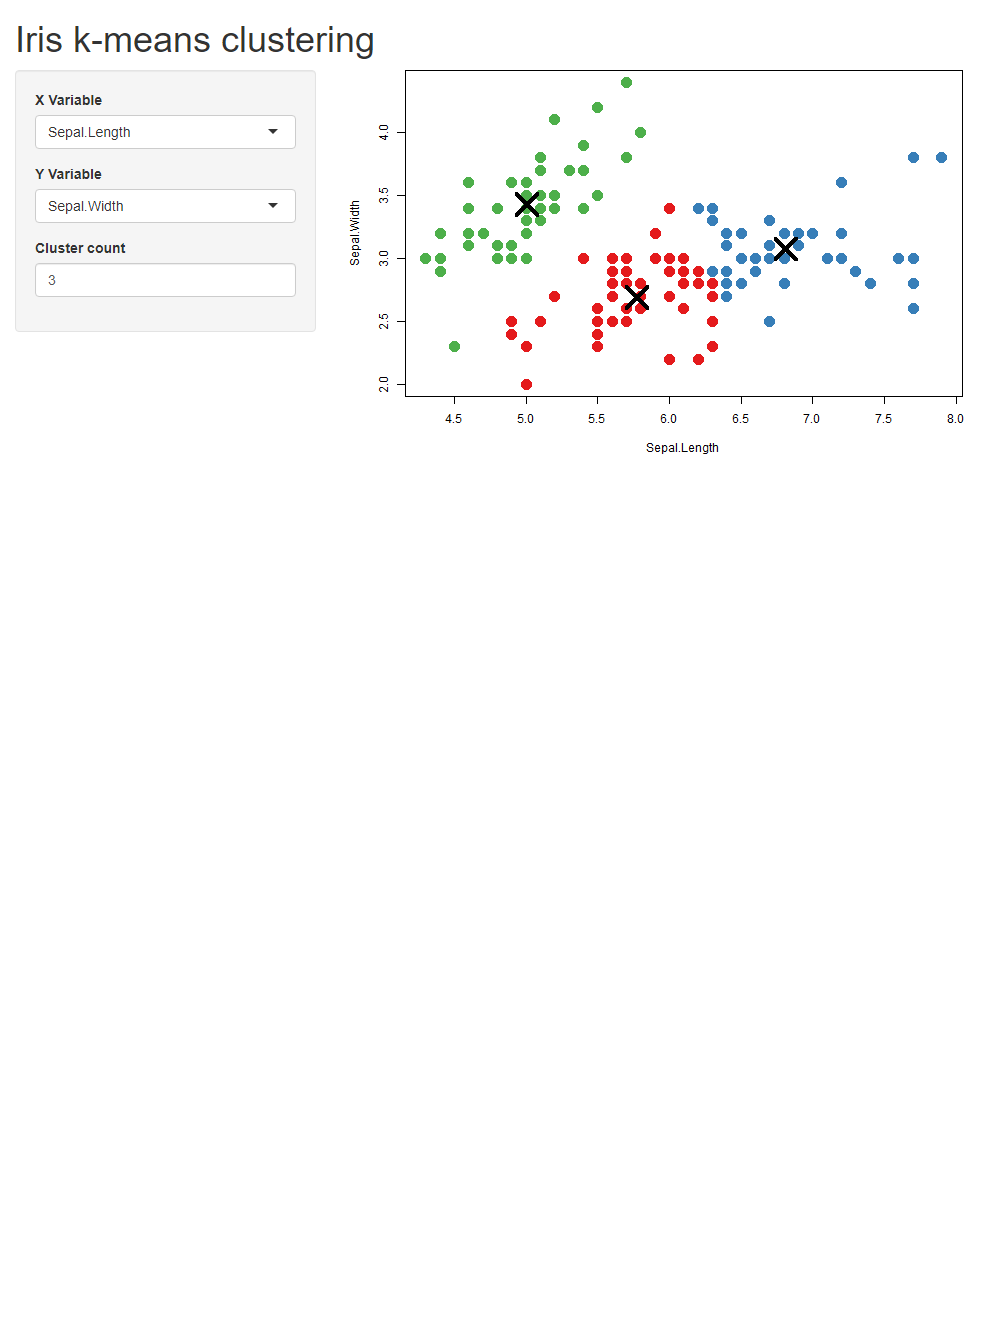 Iris k-means clustering
X Variable
Sepal.Length
Y Variable
Sepal.Width
Cluster count
3
Sepal.Width
4.0
3.5
3.0
2.5
2.0
4.5 5.0 5.5 6.0 6.5 7.0 7.5 8.0
Sepal.Length